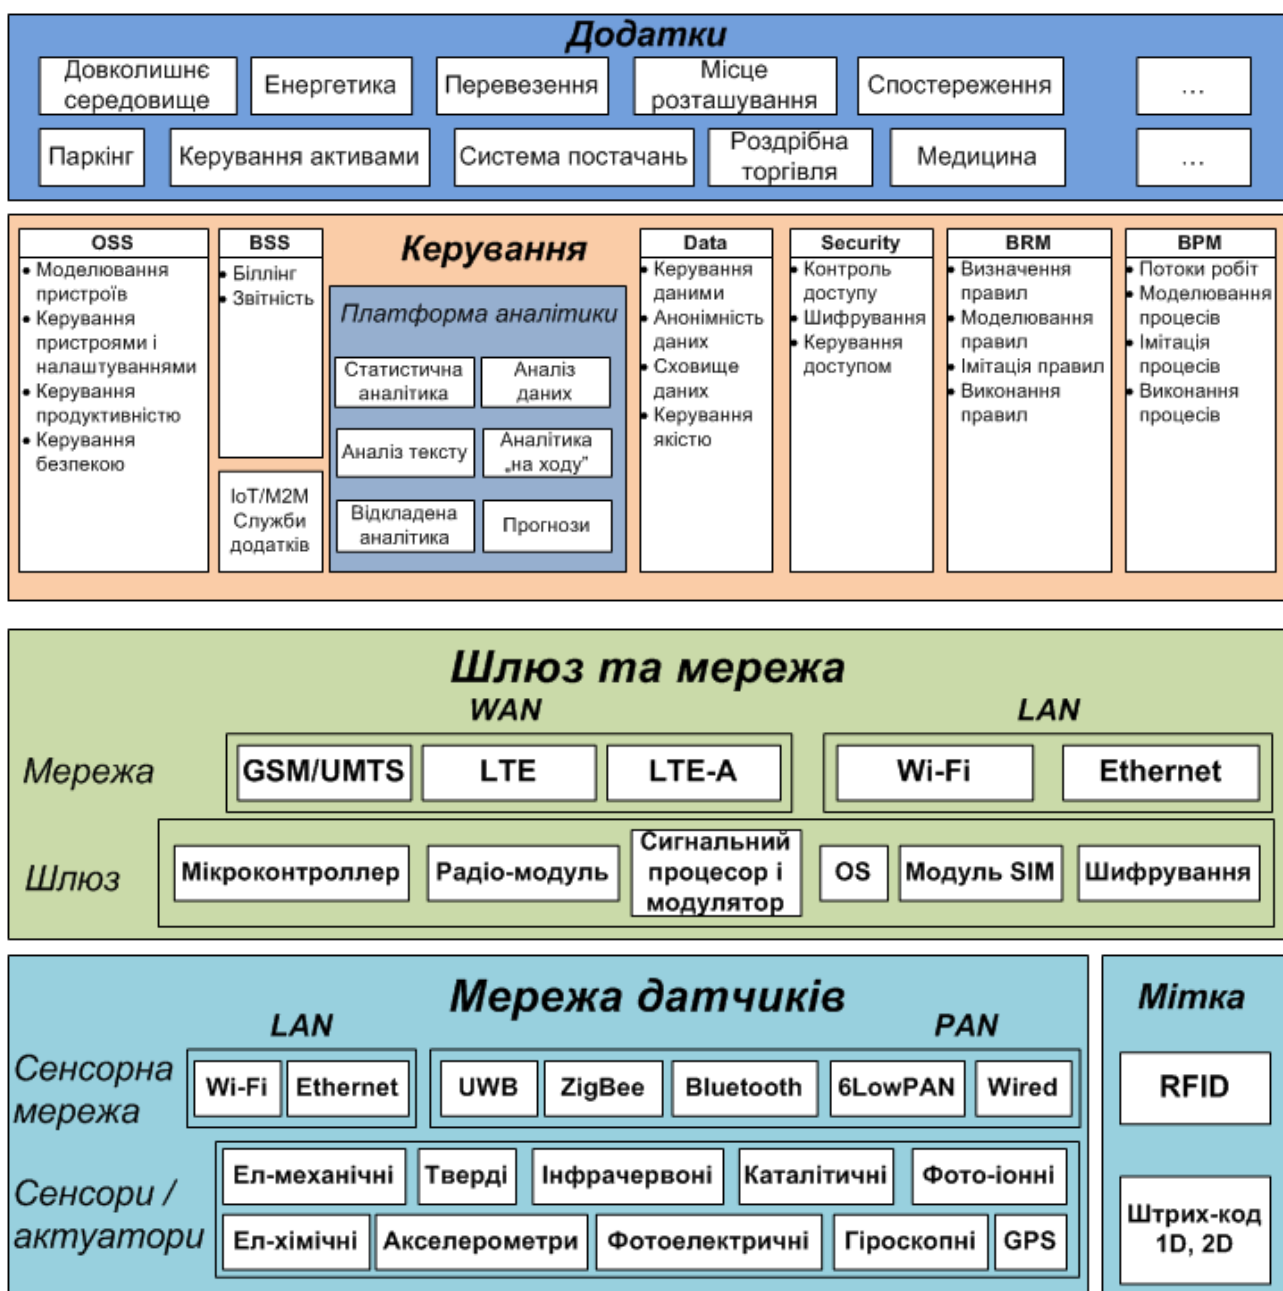 Додатки
Довколишнє
середовище
Енергетика
Перевезення
Місце
розташування
Спостереження
...
Паркінг
Керування активами
Система постачань
Роздрібна
торгівля
Медицина
...
Керування
OSS
• Моделювання
пристроїв
• Керування
пристроями і
налаштуваннями
• Керування
продуктивністю
• Керування
безпекою
BSS
• Біллінг
• Звітність
IoT/M2M
Служби
додатків
Платформа аналітики
Статистична
аналітика
Аналіз
даних
Аналіз тексту
Аналітика
„на ходу”
Відкладена
аналітика
Прогнози
Data
• Керування
даними
• Анонімність
даних
• Сховище
даних
• Керування
якістю
Security
• Контроль
доступу
• Шифрування
• Керування
доступом
BRM
• Визначення
правил
• Моделювання
правил
• Імітація правил
• Виконання
правил
BPM
• Потоки робіт
• Моделювання
процесів
• Імітація
процесів
• Виконання
процесів
Шлюз та мережа
WAN
LAN
Мережа
GSM/UMTS
LTE
LTE-A
Wi-Fi
Ethernet
Шлюз
Мікроконтроллер
Радіо-модуль
Сигнальний
процесор і
модулятор
OS
Модуль SIM
Шифрування
Мережа датчиків
LAN
PAN
Сенсорна
мережа
Wi-Fi
Ethernet
UWB
ZigBee
Bluetooth
6LowPAN
Wired
Сенсори /
актуатори
Ел-механічні
Тверді
Інфрачервоні
Каталітичні
Фото-іонні
Ел-хімічні
Акселерометри
Фотоелектричні
Гіроскопні
GPS
Мітка
RFID
Штрих-код
1D, 2D